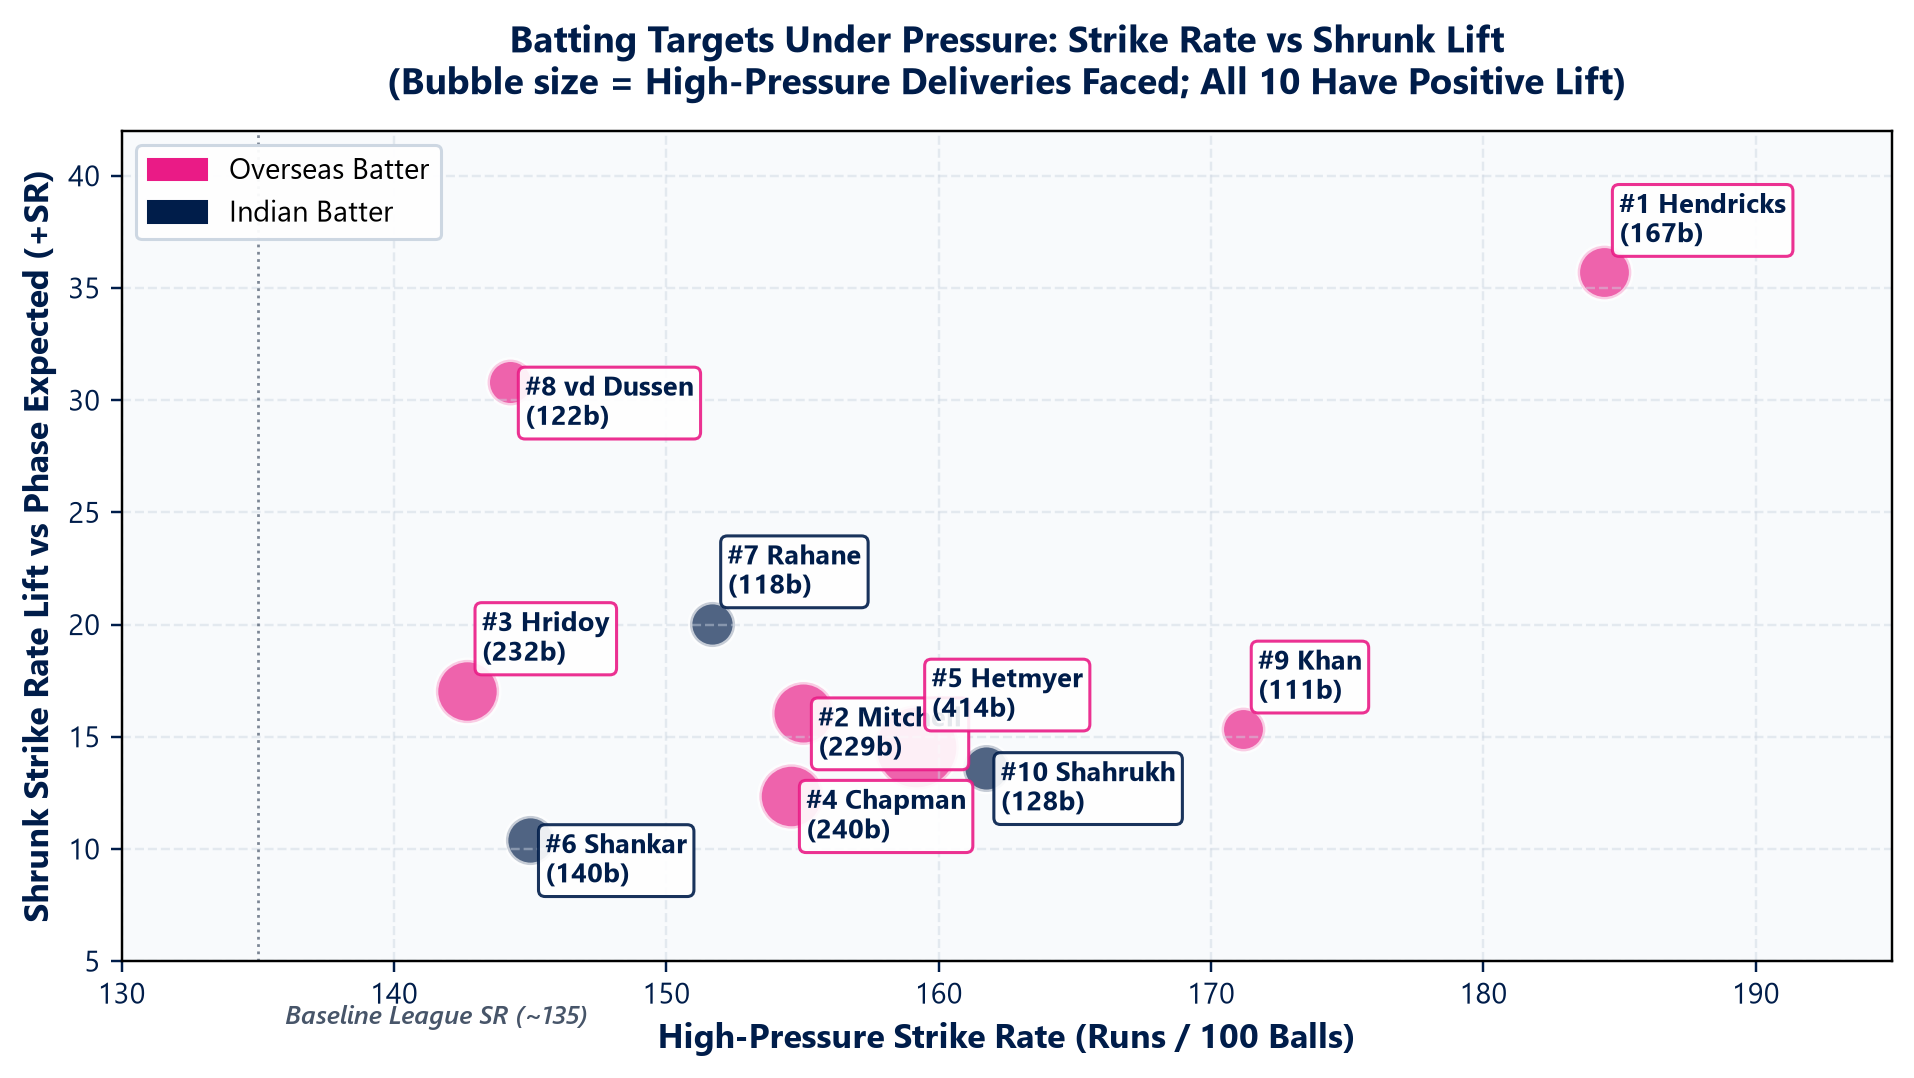 Batting Targets Under Pressure: Strike Rate vs Shrunk Lift
(Bubble size = High-Pressure Deliveries Faced; All 10 Have Positive Lift)
Overseas Batter
Indian Batter
Shrunk Strike Rate Lift vs Phase Expected (+SR)
40
35
30
25
20
15
10
5
#1 Hendricks
(167b)
#8 vd Dussen
(122b)
#7 Rahane
(118b)
#3 Hridoy
(232b)
#9 Khan
(111b)
#5 Hetmyer
(414b)
#2 Mitchell
(229b)
#10 Shahrukh
(128b)
#4 Chapman
(240b)
#6 Shankar
(140b)
130
140
150
160
170
180
190
Baseline League SR (~135)
High-Pressure Strike Rate (Runs / 100 Balls)